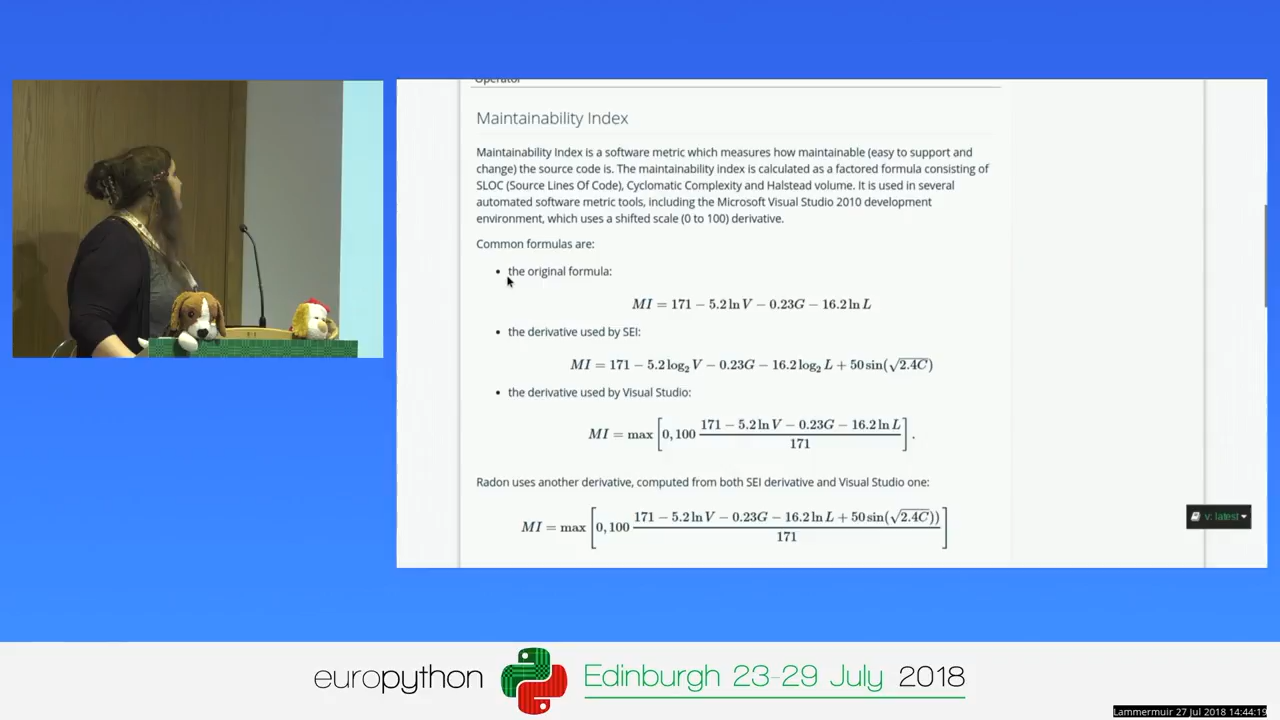 Operator
Maintainability Index
Maintainability Index is a software metric which measures how maintainable (easy to support and
change) the source code is. The maintainability index is calculated as a factored formula consisting of
SLOC (Source Lines Of Code), Cyclomatic Complexity and Halstead volume. It is used in several
automated software metric tools, including the Microsoft Visual Studio 2010 development
environment, which uses a shifted scale (0 to 100) derivative.
Common formulas are:
• the original formula:
MI = 171 − 5.2 ln V − 0.23G − 16.2 ln L
• the derivative used by SEI:
MI = 171 − 5.2 log₂ V − 0.23G − 16.2 log₂ L + 50 sin(√2.4C)
• the derivative used by Visual Studio:
MI = max [0, 100 (171 − 5.2 ln V − 0.23G − 16.2 ln L) / 171].
Radon uses another derivative, computed from both SEI derivative and Visual Studio one:
MI = max [0, 100 (171 − 5.2 ln V − 0.23G − 16.2 ln L + 50 sin(√2.4C)) / 171]
v: latest
europython Edinburgh 23-29 July 2018
Lammermuir 27 Jul 2018 14:44:19